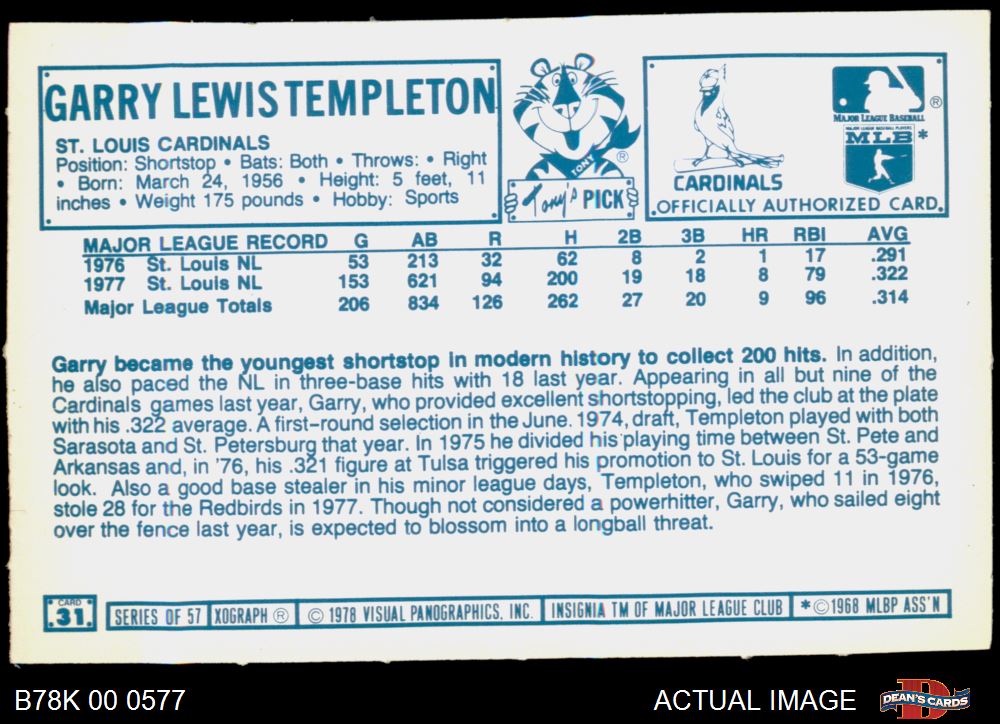 GARRY LEWIS TEMPLETON
ST. LOUIS CARDINALS
Position: Shortstop • Bats: Both • Throws: • Right
• Born: March 24, 1956 • Height: 5 feet, 11
inches • Weight 175 pounds • Hobby: Sports
TONY
®
Tony's PICK
CARDINALS
®
MAJOR LEAGUE BASEBALL
MAJOR LEAGUE BASEBALL PLAYERS
MLB *
OFFICIALLY AUTHORIZED CARD.
MAJOR LEAGUE RECORD G AB R H 2B 3B HR RBI AVG
1976 St. Louis NL 53 213 32 62 8 2 1 17 .291
1977 St. Louis NL 153 621 94 200 19 18 8 79 .322
Major League Totals 206 834 126 262 27 20 9 96 .314
Garry became the youngest shortstop in modern history to collect 200 hits. In addition,
he also paced the NL in three-base hits with 18 last year. Appearing in all but nine of the
Cardinals games last year, Garry, who provided excellent shortstopping, led the club at the plate
with his .322 average. A first-round selection in the June. 1974, draft, Templeton played with both
Sarasota and St. Petersburg that year. In 1975 he divided his playing time between St. Pete and
Arkansas and, in '76, his .321 figure at Tulsa triggered his promotion to St. Louis for a 53-game
look. Also a good base stealer in his minor league days, Templeton, who swiped 11 in 1976,
stole 28 for the Redbirds in 1977. Though not considered a powerhitter, Garry, who sailed eight
over the fence last year, is expected to blossom into a longball threat.
CARD
31
SERIES OF 57 XOGRAPH ® © 1978 VISUAL PANOGRAPHICS, INC. INSIGNIA TM OF MAJOR LEAGUE CLUB * © 1968 MLBP ASS'N
B78K 00 0577
ACTUAL IMAGE
DEAN'S CARDS